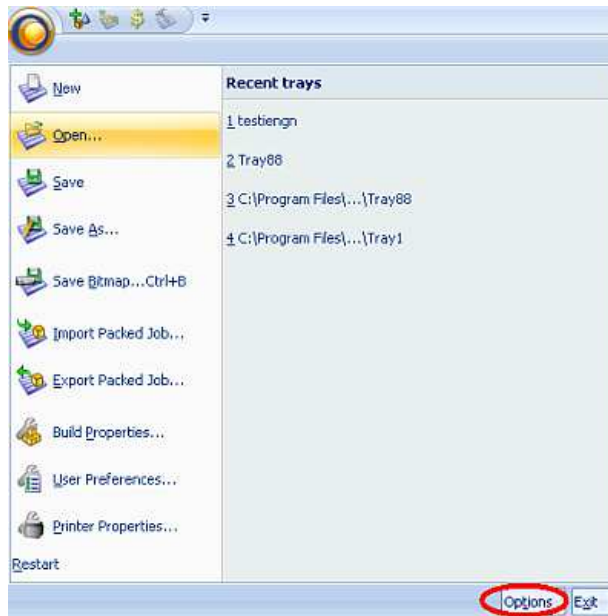 New
Open...
Save
Save As...
Save Bitmap...Ctrl+B
Import Packed Job...
Export Packed Job...
Build Properties...
User Preferences...
Printer Properties...
Restart
Recent trays
1 testiengn
2 Tray88
3 C:\Program Files\...\Tray88
4 C:\Program Files\...\Tray1
Options Exit